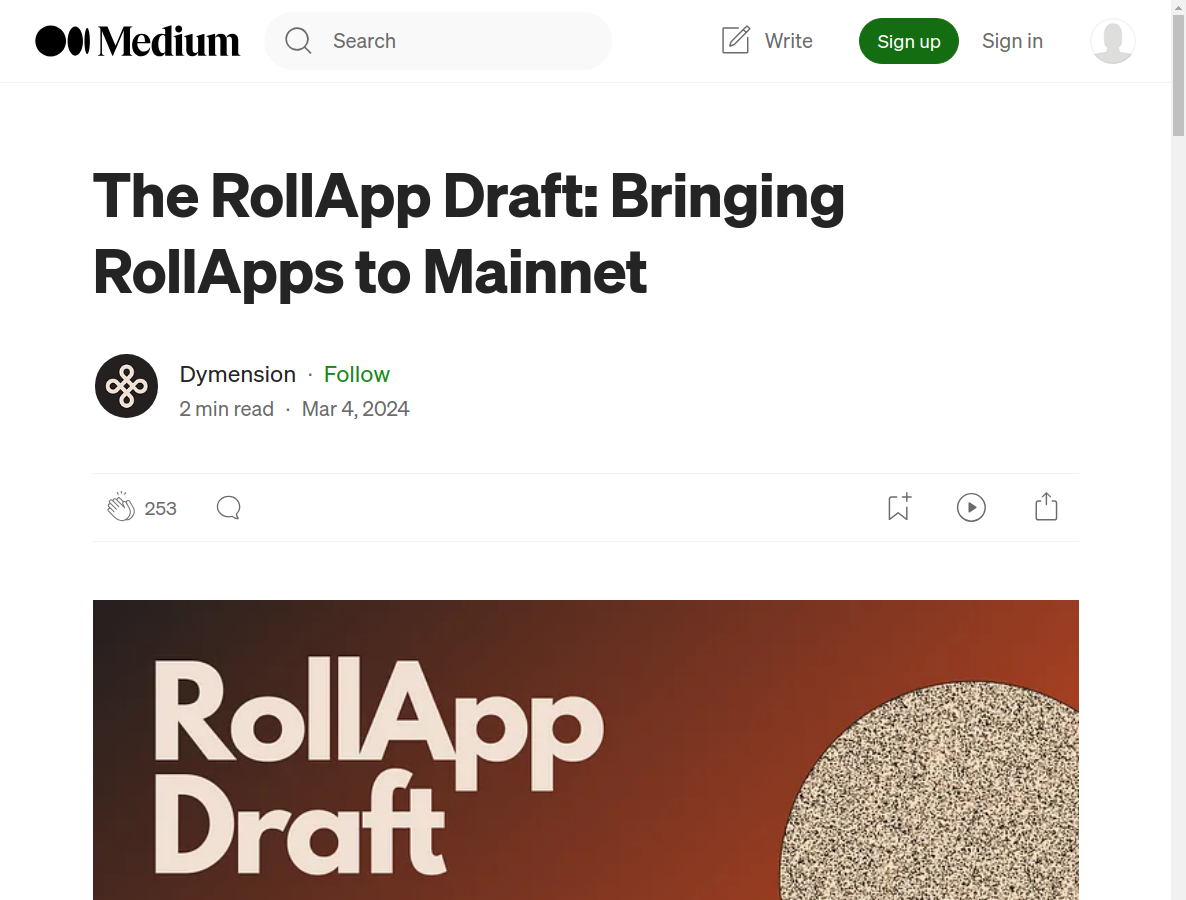 Medium
Search
Write
Sign up
Sign in
The RollApp Draft: Bringing
RollApps to Mainnet
Dymension · Follow
2 min read · Mar 4, 2024
253
RollApp
Draft